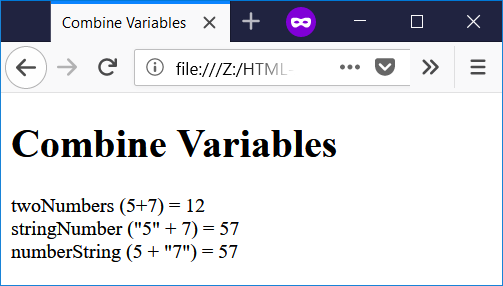 Combine Variables
file:///Z:/HTML-
Combine Variables
twoNumbers (5+7) = 12
stringNumber ("5" + 7) = 57
numberString (5 + "7") = 57